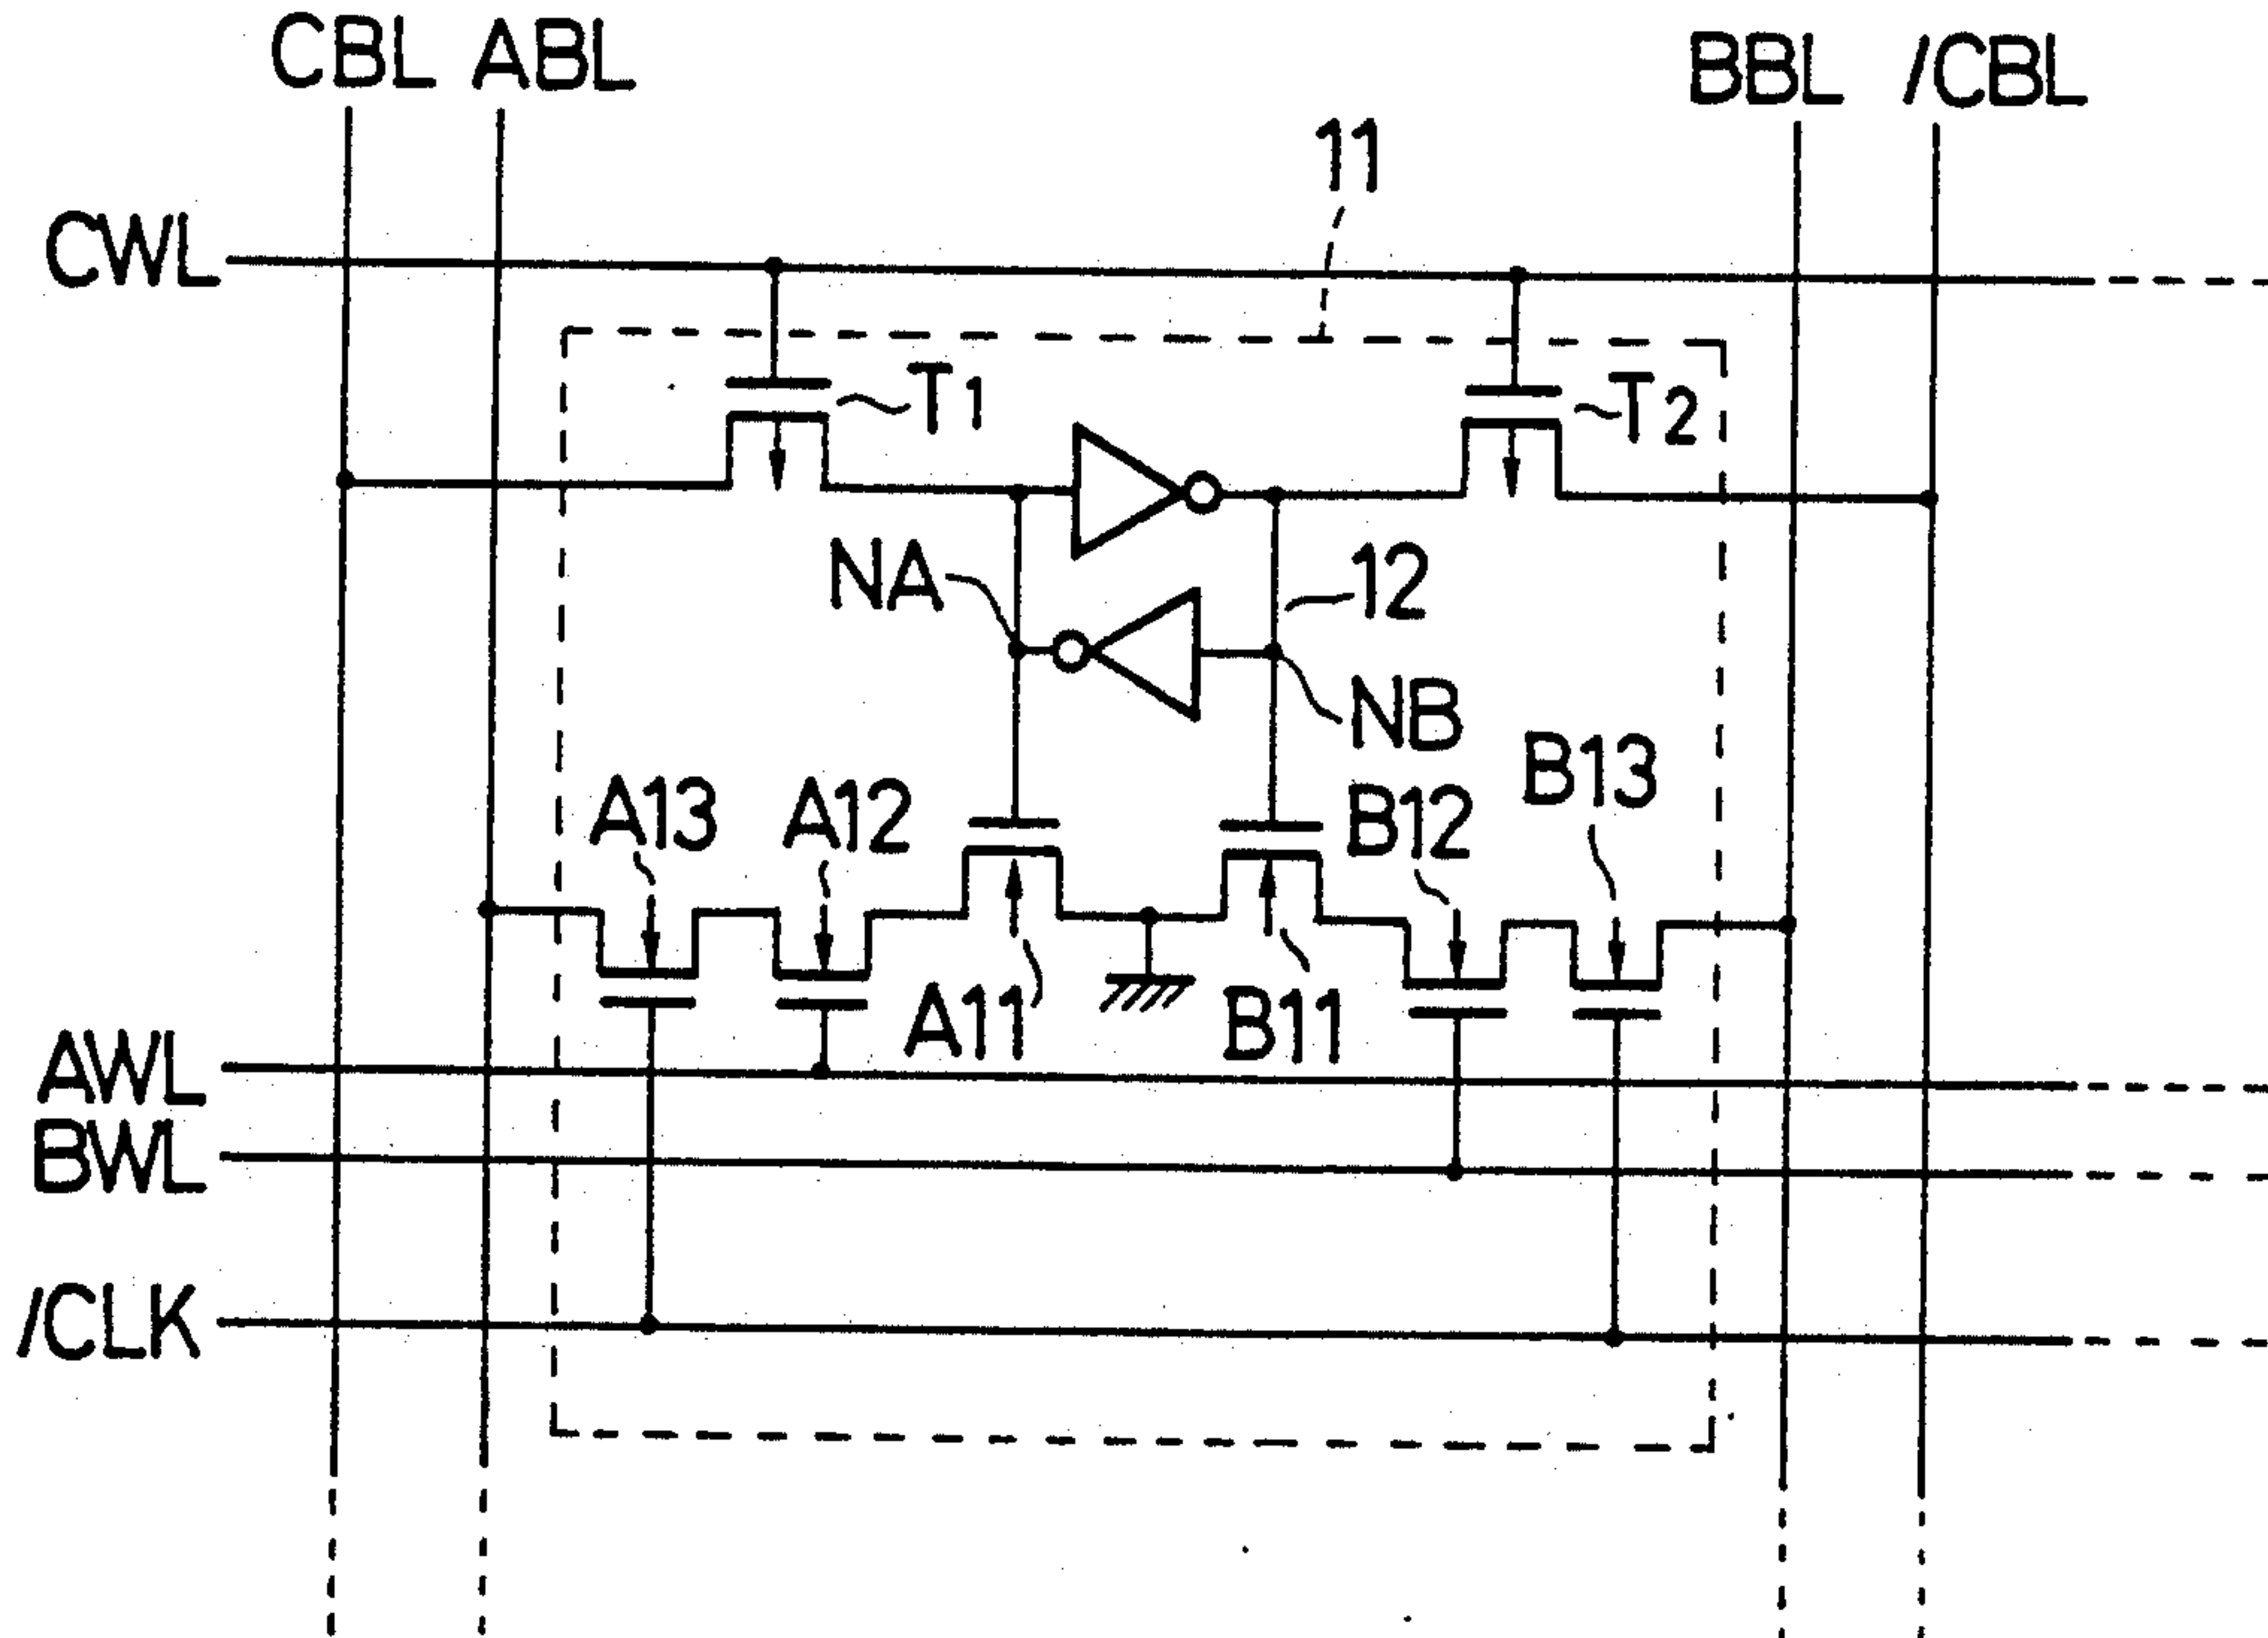 CBL ABL BBL /CBL
11
CWL
T1 T2
NA 12
NB
A13 A12 B12 B13
A11 B11
AWL
BWL
/CLK